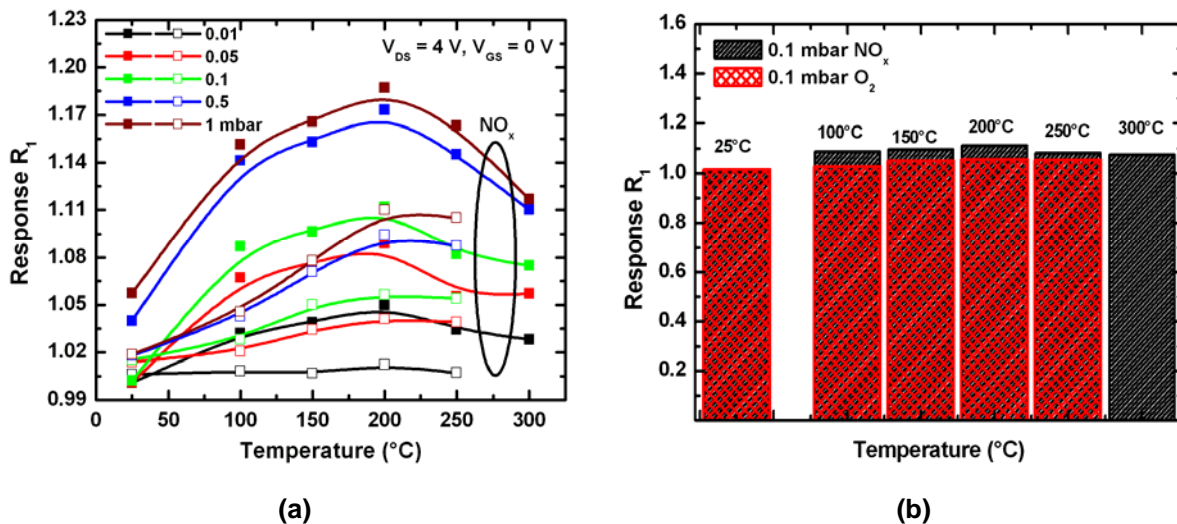 1.23
1.20
1.17
1.14
1.11
1.08
1.05
1.02
0.99
0 50 100 150 200 250 300
Response R1
Temperature (°C)
0.01
0.05
0.1
0.5
1 mbar
VDS = 4 V, VGS = 0 V
NOx
(a)
1.6
1.4
1.2
1.0
0.8
0.6
0.4
0.2
Response R1
Temperature (°C)
0.1 mbar NOx
0.1 mbar O2
25°C
100°C
150°C
200°C
250°C
300°C
(b)